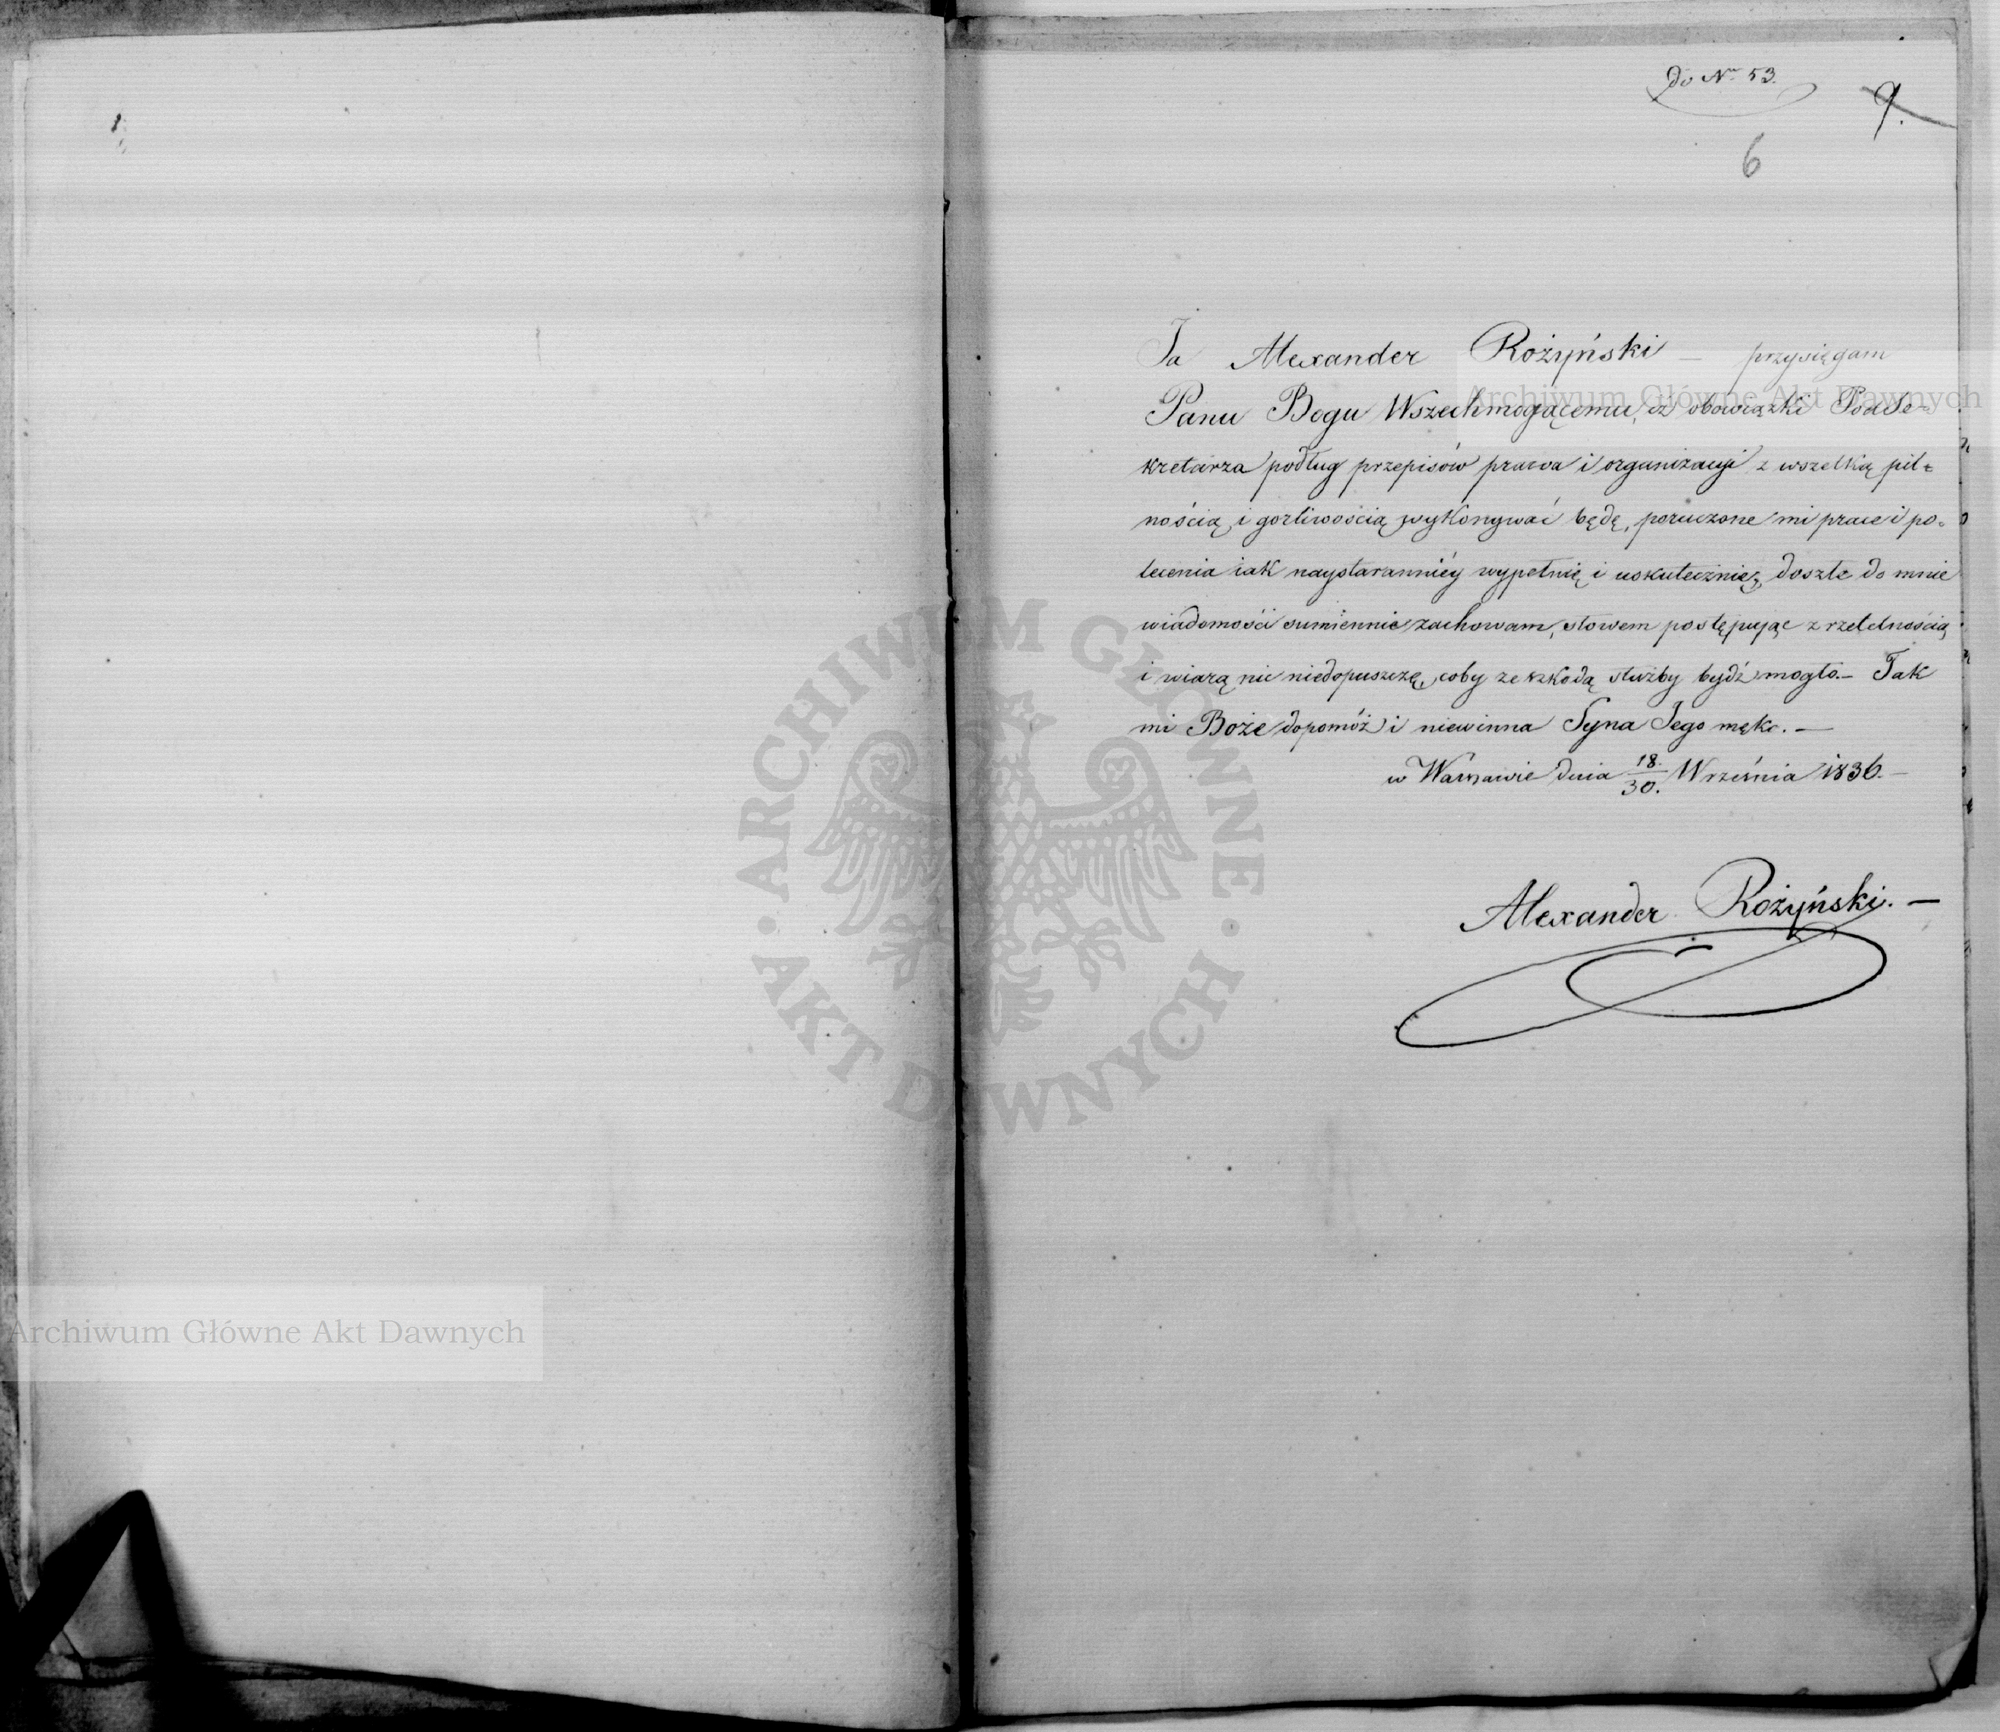 do Nro 53.
9.
6
Ja Alexander Rożyński — przysięgam
Panu Bogu Wszechmogącemu, iż obowiązki PodSe-
kretarza podług przepisów prawa i organizacyi z wszelką pil-
nością i gorliwością wykonywać będę, poruczone mi prace i po-
lecenia iak naystaranniéy wypełnię i uskutecznię, doszłe do mnie
wiadomości sumiennie zachowam, słowem postępując z rzetelnością
i wiarą nic niedopuszczę, coby ze szkodą służby bydź mogło. — Tak
mi Boże dopomóż i niewinna Syna Jego męko. —
w Warszawie dnia 18/30. Września 1836. —
Alexander Rożyński. —
Archiwum Główne Akt Dawnych
Archiwum Główne Akt Dawnych
ARCHIWUM GŁÓWNE · AKT DAWNYCH ·